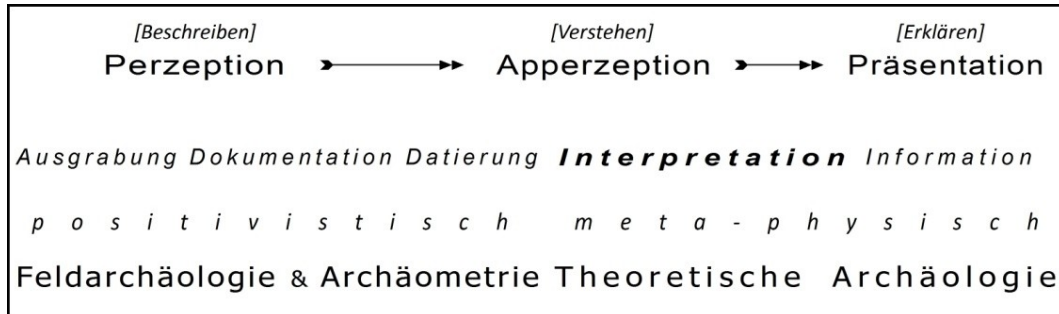 [Beschreiben] [Verstehen] [Erklären]
Perzeption Apperzeption Präsentation
Ausgrabung Dokumentation Datierung Interpretation Information
positivistisch meta-physisch
Feldarchäologie & Archäometrie Theoretische Archäologie